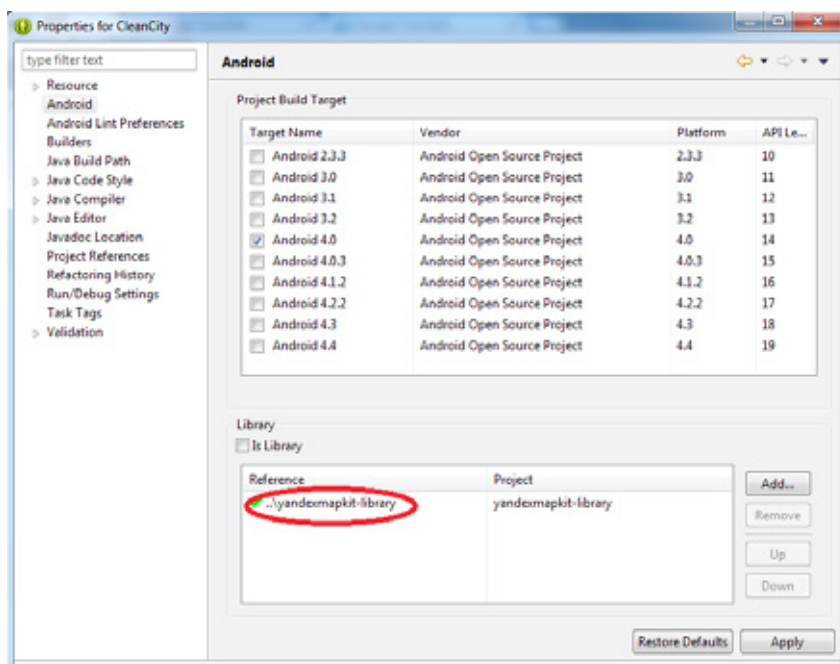 Properties for CleanCity
type filter text
Resource
Android
Android Lint Preferences
Builders
Java Build Path
Java Code Style
Java Compiler
Java Editor
Javadoc Location
Project References
Refactoring History
Run/Debug Settings
Task Tags
Validation
Android
Project Build Target
Target Name Vendor Platform API Le...
Android 2.3.3 Android Open Source Project 2.3.3 10
Android 3.0 Android Open Source Project 3.0 11
Android 3.1 Android Open Source Project 3.1 12
Android 3.2 Android Open Source Project 3.2 13
Android 4.0 Android Open Source Project 4.0 14
Android 4.0.3 Android Open Source Project 4.0.3 15
Android 4.1.2 Android Open Source Project 4.1.2 16
Android 4.2.2 Android Open Source Project 4.2.2 17
Android 4.3 Android Open Source Project 4.3 18
Android 4.4 Android Open Source Project 4.4 19
Library
Is Library
Reference Project
..\yandexmapkit-library yandexmapkit-library
Add...
Remove
Up
Down
Restore Defaults Apply